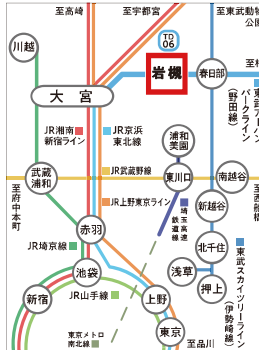 至高崎
至宇都宮
至東武動物
公園
川越
TD
06
岩槻
春日部
大宮
東武アーバン
パークライン
(野田線)
JR湘南
新宿ライン
JR京浜
東北線
浦和
美園
JR武蔵野線
武蔵
浦和
東川口
南越谷
至府中本町
至西船橋
JR上野東京ライン
埼玉高速
鉄道線
新越谷
赤羽
JR埼京線
北千住
池袋
浅草
押上
東武スカイツリーライン
(伊勢崎線)
新宿
JR山手線
上野
東京メトロ
南北線
東京
至品川